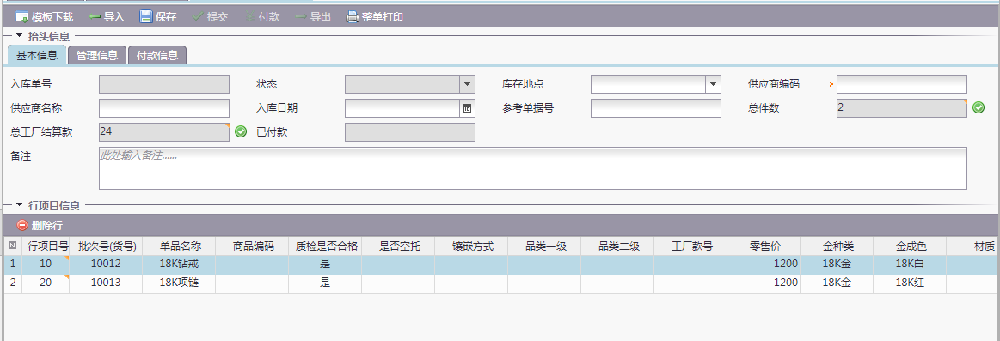 模板下载 导入 保存 提交 付款 导出 整单打印
抬头信息
基本信息 管理信息 付款信息
入库单号 状态 库存地点 供应商编码
供应商名称 入库日期 参考单据号 总件数 2
总工厂结算款 24 已付款
备注 此处输入备注......
行项目信息
删除行
N 行项目号 批次号(货号) 单品名称 商品编码 质检是否合格 是否空托 镶嵌方式 品类一级 品类二级 工厂款号 零售价 金种类 金成色 材质
1 10 10012 18K钻戒 是 1200 18K金 18K白
2 20 10013 18K项链 是 1200 18K金 18K红